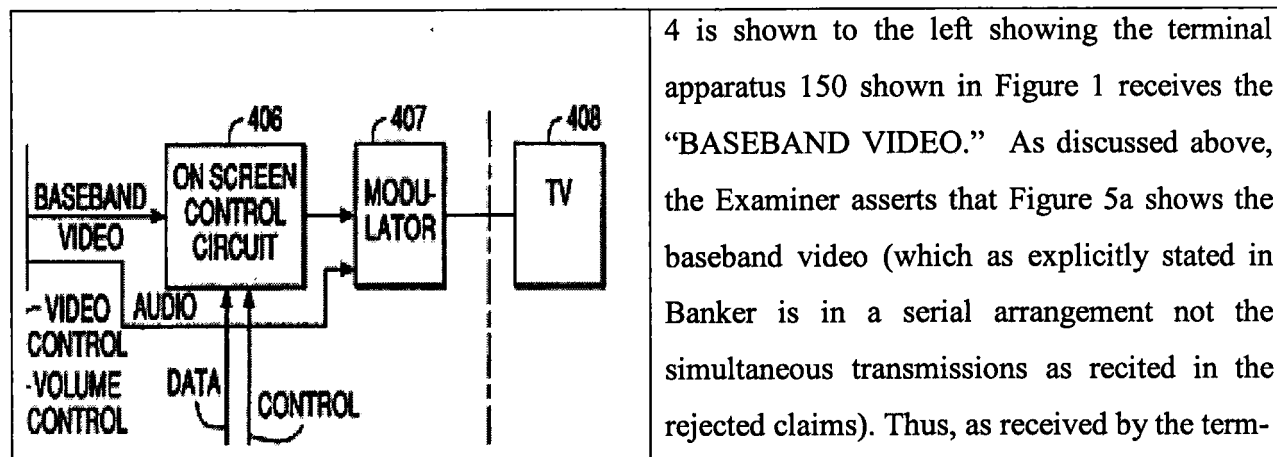 406
407
408
BASEBAND
VIDEO
ON SCREEN
CONTROL
CIRCUIT
MODU-
LATOR
TV
~VIDEO
CONTROL
AUDIO
-VOLUME
CONTROL
DATA
CONTROL
4 is shown to the left showing the terminal
apparatus 150 shown in Figure 1 receives the
“BASEBAND VIDEO.” As discussed above,
the Examiner asserts that Figure 5a shows the
baseband video (which as explicitly stated in
Banker is in a serial arrangement not the
simultaneous transmissions as recited in the
rejected claims). Thus, as received by the term-